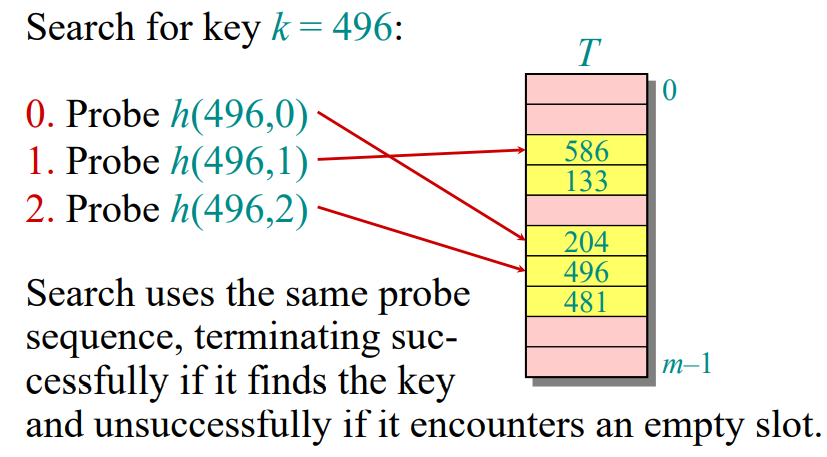 Search for key k = 496:
0. Probe h(496,0)
1. Probe h(496,1)
2. Probe h(496,2)
Search uses the same probe
sequence, terminating suc-
cessfully if it finds the key
and unsuccessfully if it encounters an empty slot.
T
0
586
133
204
496
481
m–1